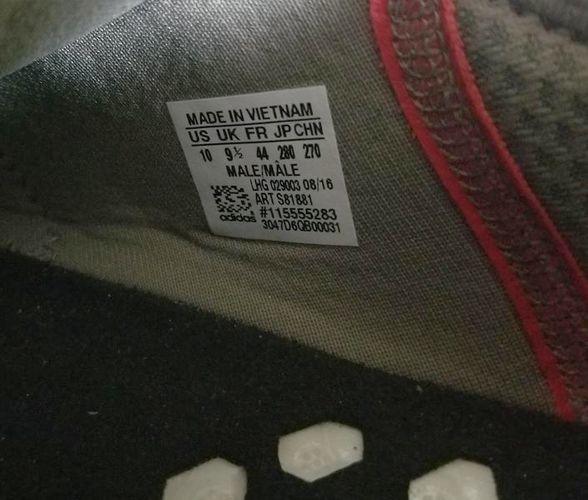 MADE IN VIETNAM
US UK FR JP CHN
10 9½ 44 280 270
MALE/MÂLE
LHG 029003 08/16
ART S81881
#115555283
adidas 3047D6QB00031